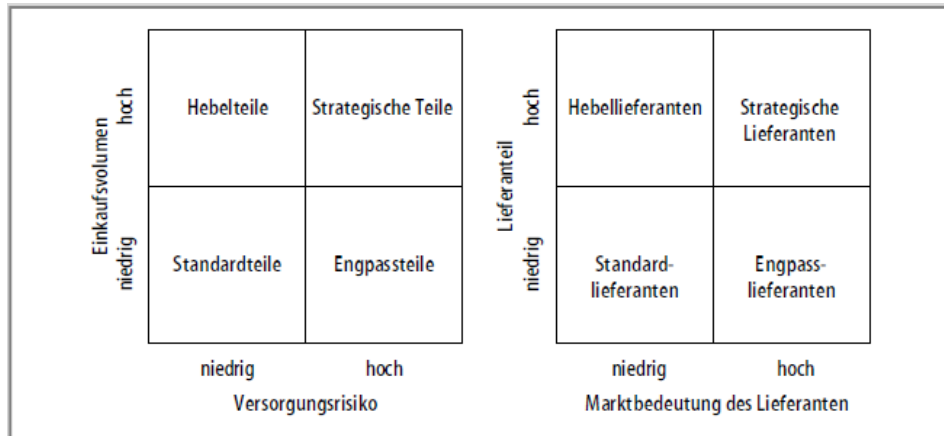 Einkaufsvolumen
hoch
niedrig
Hebelteile
Strategische Teile
Standardteile
Engpassteile
niedrig
hoch
Versorgungsrisiko
Lieferanteil
hoch
niedrig
Hebellieferanten
Strategische
Lieferanten
Standard-
lieferanten
Engpass-
lieferanten
niedrig
hoch
Marktbedeutung des Lieferanten